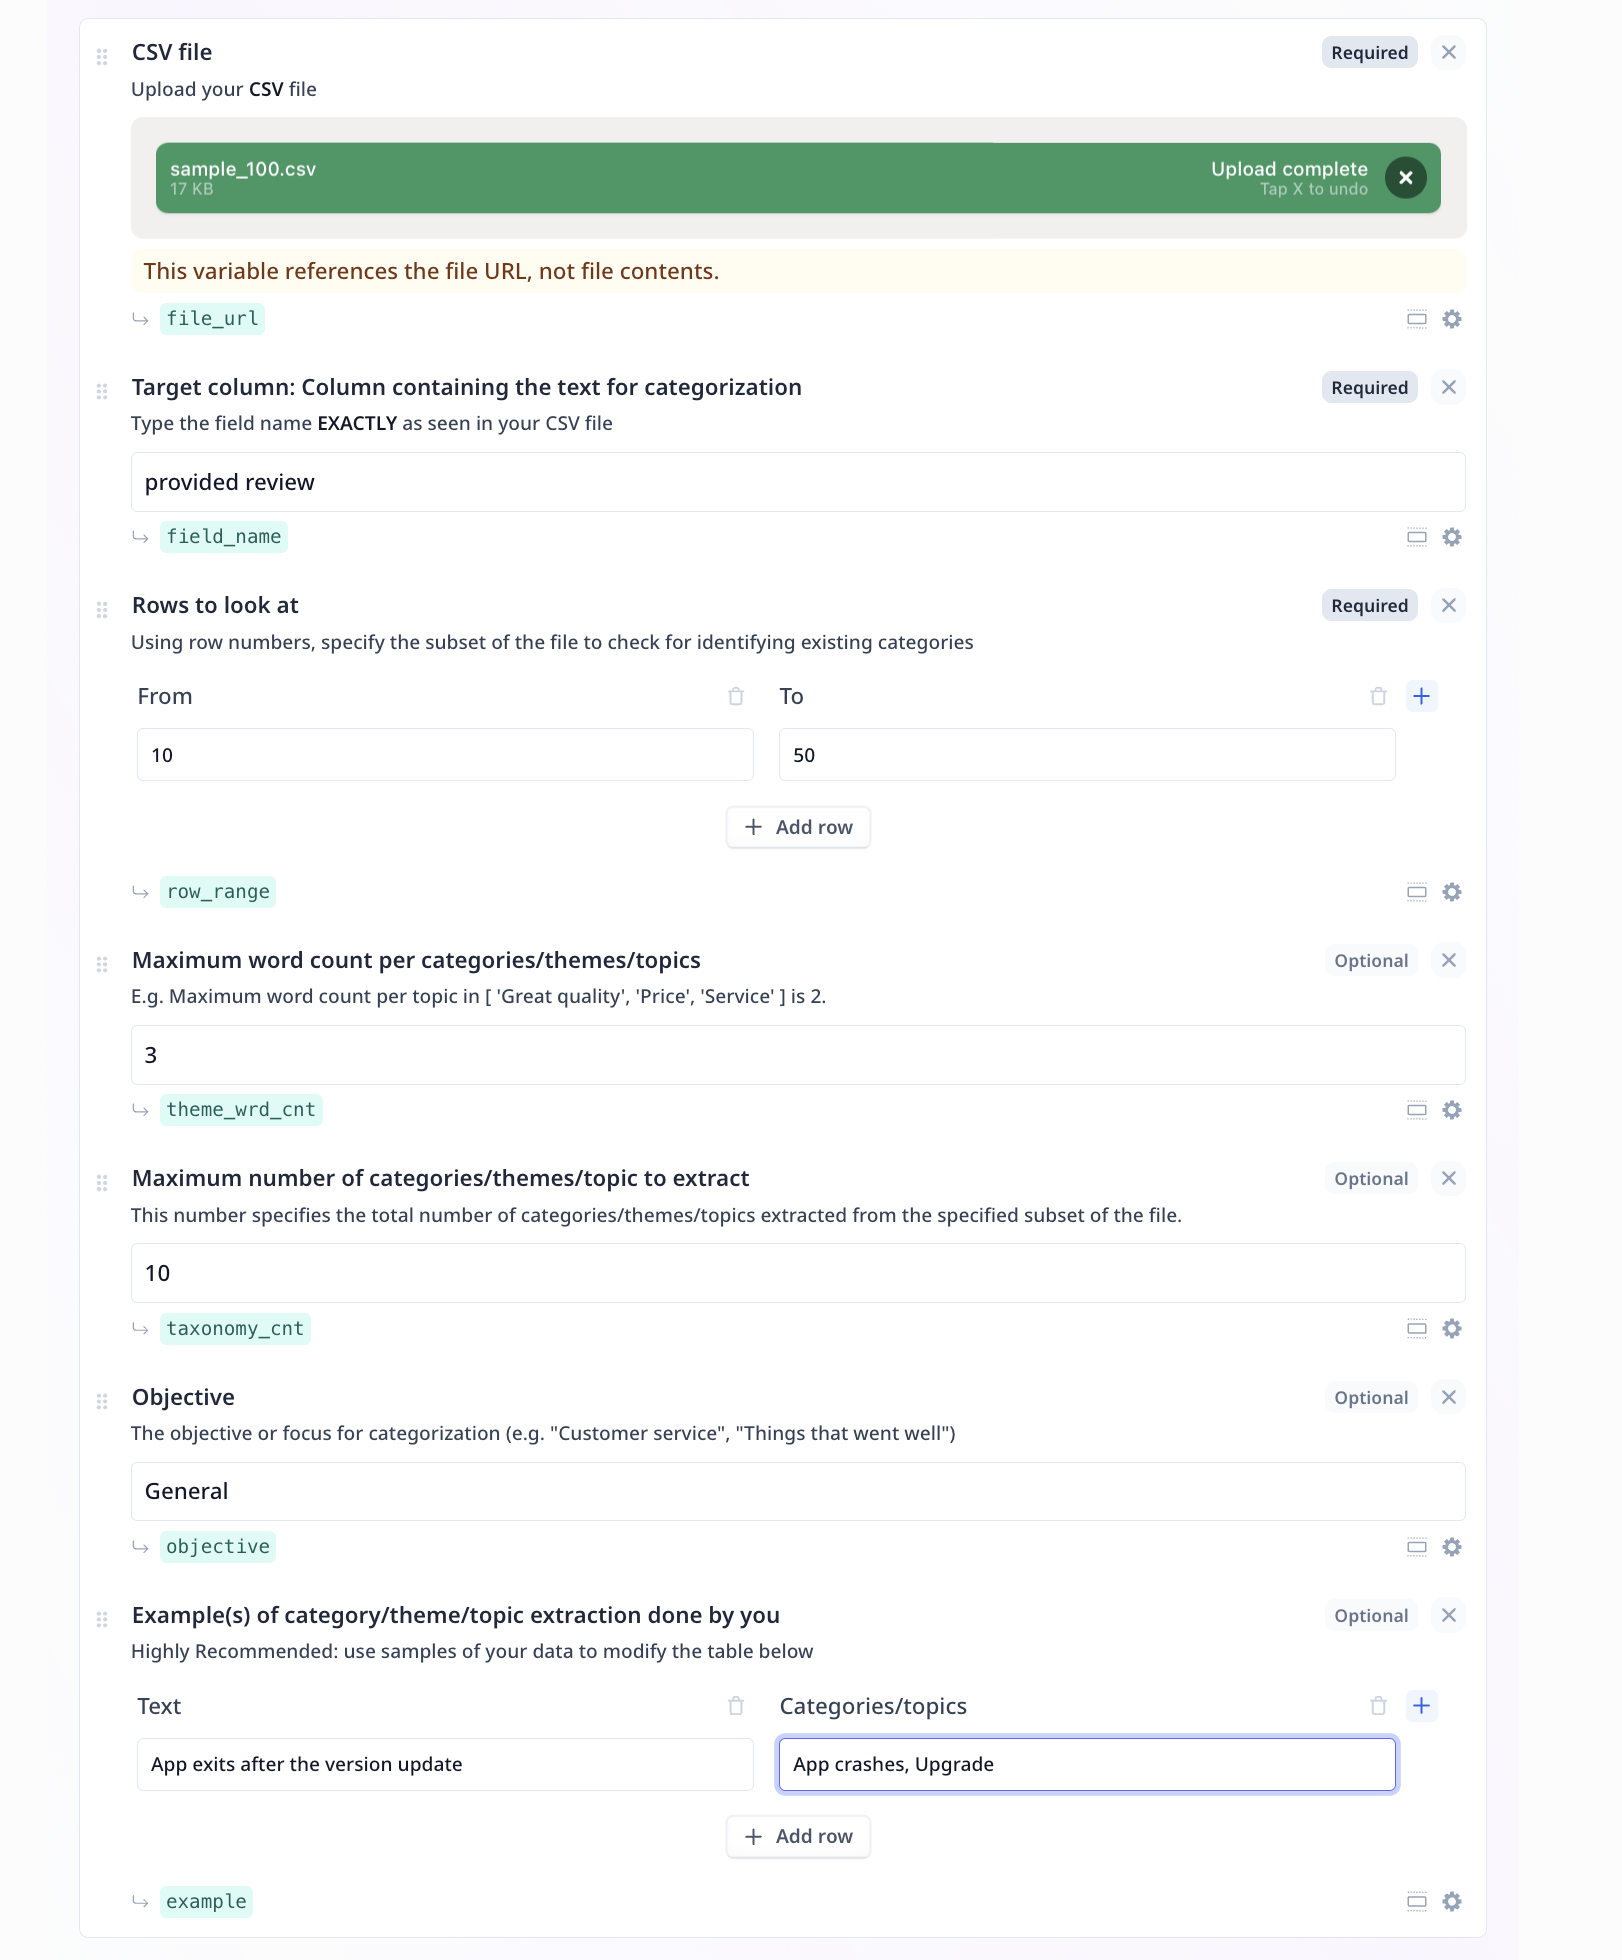 CSV file
Required
Upload your CSV file
sample_100.csv
Upload complete
17 KB
Tap X to undo
This variable references the file URL, not file contents.
file_url
Target column: Column containing the text for categorization
Required
Type the field name EXACTLY as seen in your CSV file
provided review
field_name
Rows to look at
Required
Using row numbers, specify the subset of the file to check for identifying existing categories
From
To
10
50
Add row
row_range
Maximum word count per categories/themes/topics
Optional
E.g. Maximum word count per topic in [ 'Great quality', 'Price', 'Service' ] is 2.
3
theme_wrd_cnt
Maximum number of categories/themes/topic to extract
Optional
This number specifies the total number of categories/themes/topics extracted from the specified subset of the file.
10
taxonomy_cnt
Objective
Optional
The objective or focus for categorization (e.g. "Customer service", "Things that went well")
General
objective
Example(s) of category/theme/topic extraction done by you
Optional
Highly Recommended: use samples of your data to modify the table below
Text
Categories/topics
App exits after the version update
App crashes, Upgrade
Add row
example